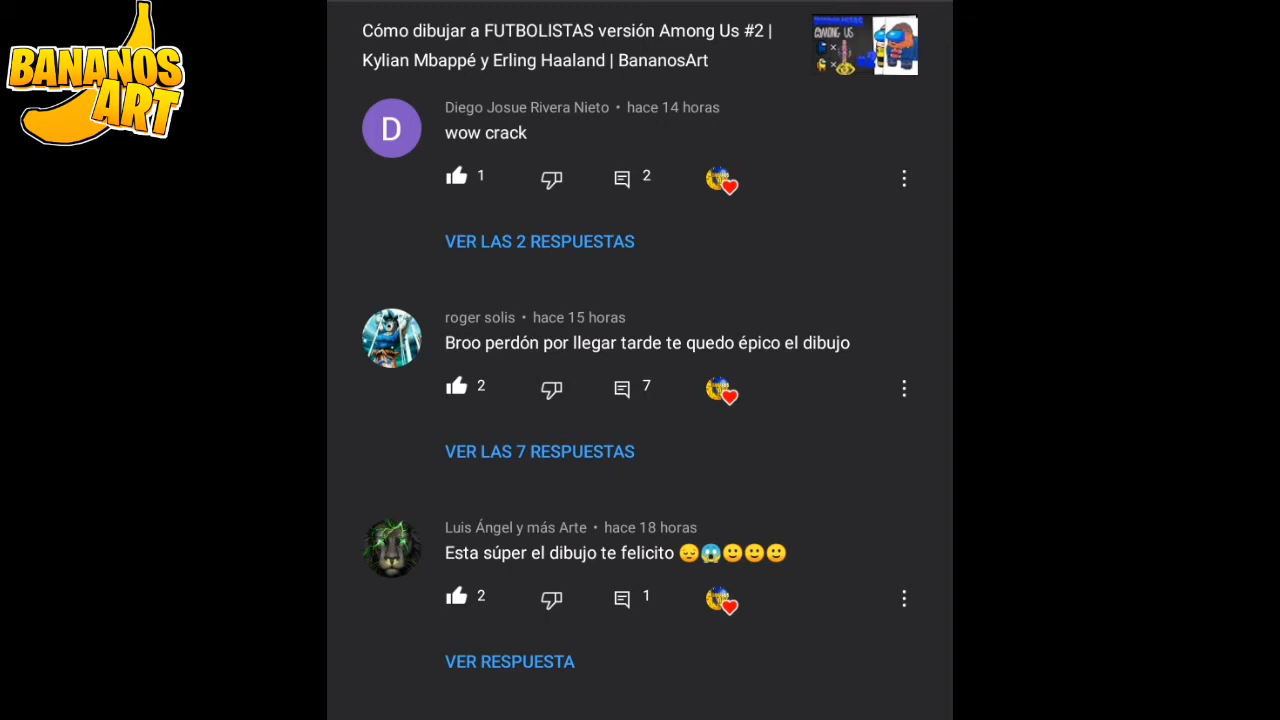 BANANOS
ART
Cómo dibujar a FUTBOLISTAS versión Among Us #2 |
Kylian Mbappé y Erling Haaland | BananosArt
AMONG US
Diego Josue Rivera Nieto • hace 14 horas
wow crack
1
2
VER LAS 2 RESPUESTAS
roger solis • hace 15 horas
Broo perdón por llegar tarde te quedo épico el dibujo
2
7
VER LAS 7 RESPUESTAS
Luis Ángel y más Arte • hace 18 horas
Esta súper el dibujo te felicito 😔😱🙂🙂🙂
2
1
VER RESPUESTA
D